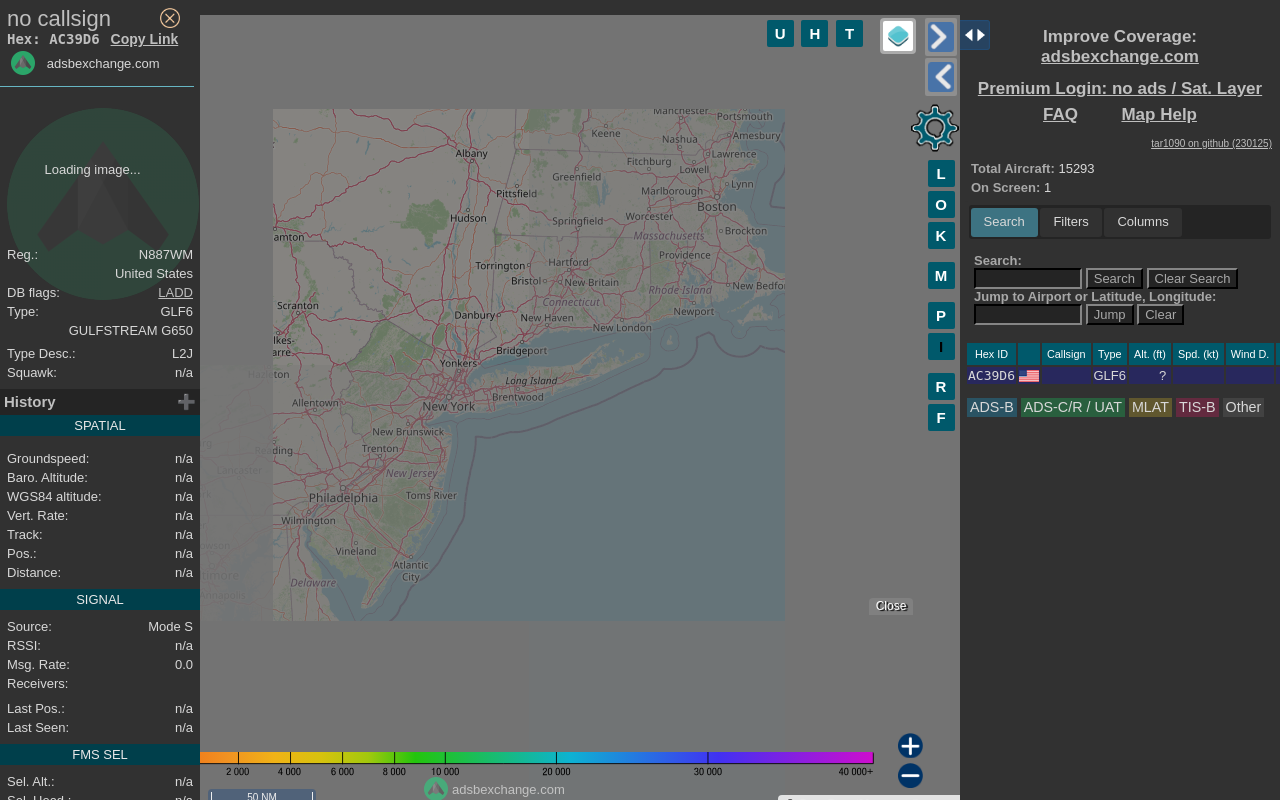 no callsign
Hex: AC39D6 Copy Link
adsbexchange.com
Loading image...
Reg.: N887WM
United States
DB flags: LADD
Type: GLF6
GULFSTREAM G650
Type Desc.: L2J
Squawk: n/a
History
SPATIAL
Groundspeed: n/a
Baro. Altitude: n/a
WGS84 altitude: n/a
Vert. Rate: n/a
Track: n/a
Pos.: n/a
Distance: n/a
SIGNAL
Source: Mode S
RSSI: n/a
Msg. Rate: 0.0
Receivers:
Last Pos.: n/a
Last Seen: n/a
FMS SEL
Sel. Alt.: n/a
Sel. Head.: n/a
U H T
L
O
K
M
P
I
R
F
Manchester
Portsmouth
Keene
Nashua
Amesbury
Albany
Fitchburg
Lawrence
Greenfield
Lowell
Pittsfield
Marlborough
Lynn
Hudson
Springfield
Worcester
Boston
amton
Massachusetts
Brockton
Torrington
Hartford
Providence
Bristol
New Britain
Rhode Island
New Bedfor
Scranton
Connecticut
Danbury
New Haven
New London
Newport
lkes-
arre
Bridgeport
Yonkers
Hazleton
Long Island
Allentown
New York
Brentwood
New Brunswick
Reading
Trenton
Lancaster
New Jersey
Philadelphia
Toms River
Wilmington
Vineland
Atlantic
City
Delaware
Annapolis
Close
2 000 4 000 6 000 8 000 10 000 20 000 30 000 40 000+
adsbexchange.com
50 NM
Improve Coverage:
adsbexchange.com
Premium Login: no ads / Sat. Layer
FAQ Map Help
tar1090 on github (230125)
Total Aircraft: 15293
On Screen: 1
Search Filters Columns
Search:
Search Clear Search
Jump to Airport or Latitude, Longitude:
Jump Clear
Hex ID Callsign Type Alt. (ft) Spd. (kt) Wind D.
AC39D6 GLF6 ?
ADS-B ADS-C/R / UAT MLAT TIS-B Other